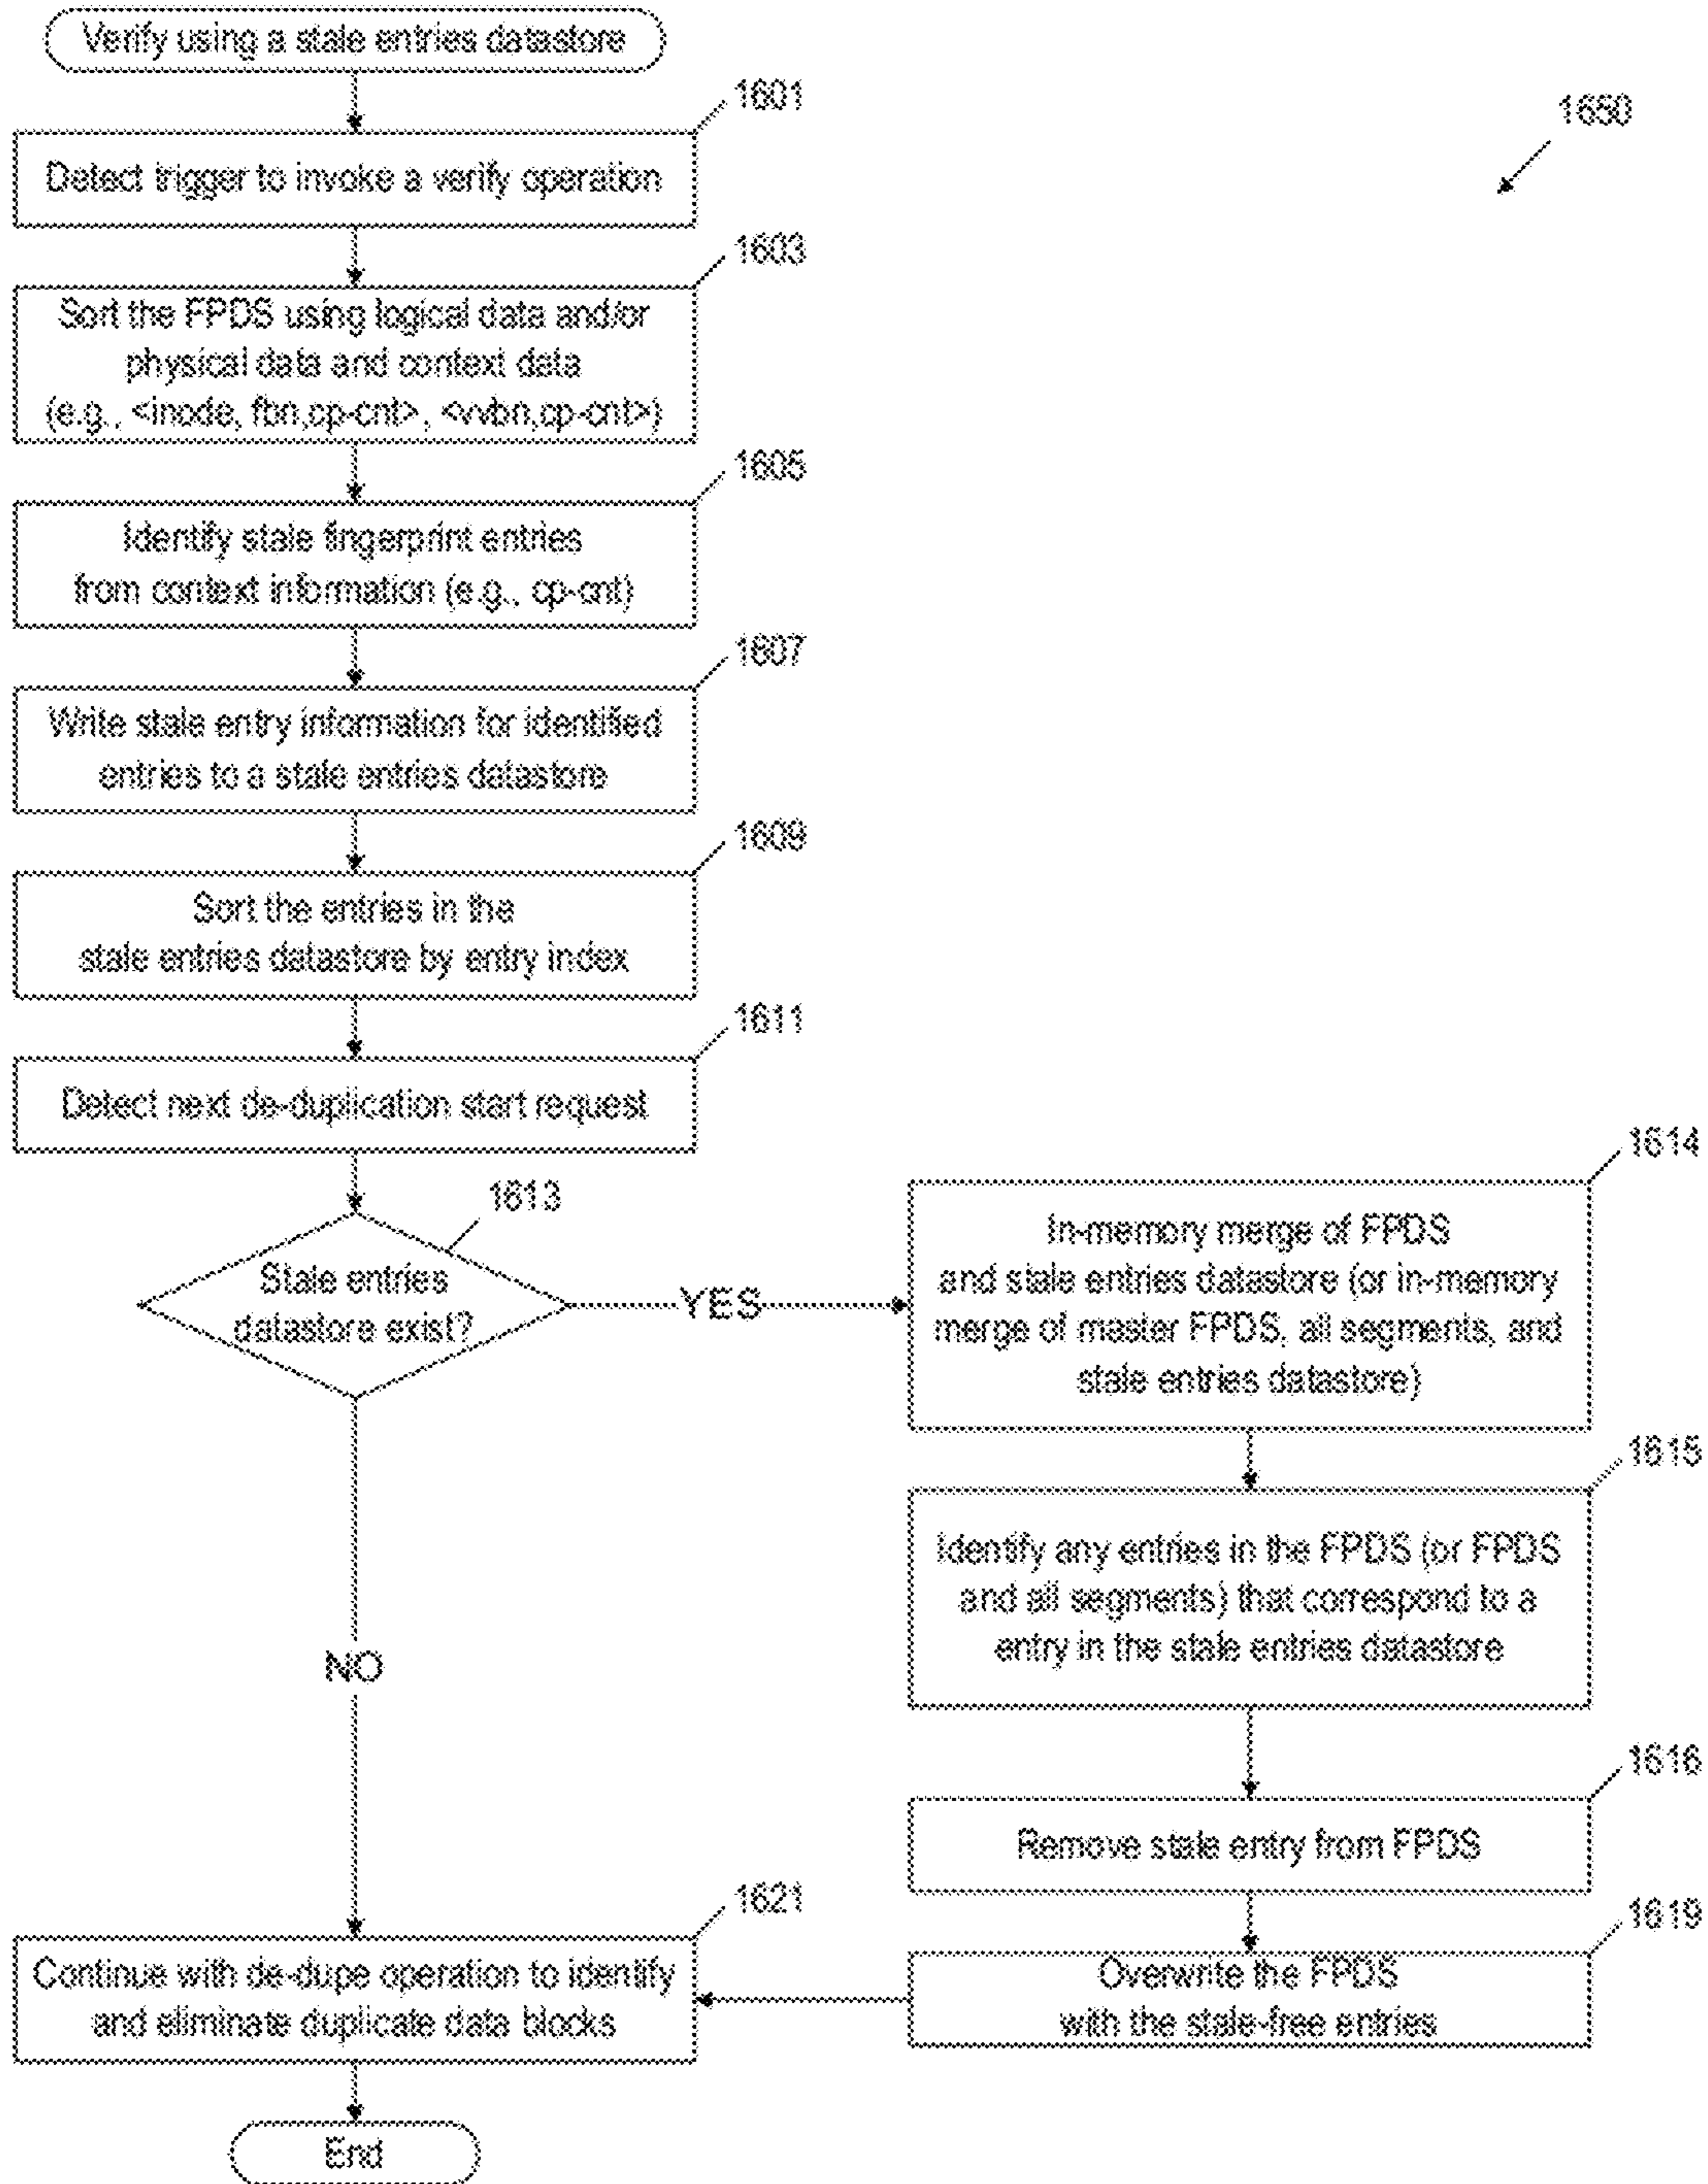 Verify using a stale entries datastore
1601
1650
Detect trigger to invoke a verify operation
1603
Sort the FPDS using logical data and/or
physical data and context data
(e.g., <inode, fbn,cp-cnt>, <vvbn,cp-cnt>)
1605
Identify stale fingerprint entries
from context information (e.g., cp-cnt)
1607
Write stale entry information for identified
entries to a stale entries datastore
1609
Sort the entries in the
stale entries datastore by entry index
1611
Detect next de-duplication start request
1613
Stale entries
datastore exist?
YES
NO
1614
In-memory merge of FPDS
and stale entries datastore (or in-memory
merge of master FPDS, all segments, and
stale entries datastore)
1615
Identify any entries in the FPDS (or FPDS
and all segments) that correspond to a
entry in the stale entries datastore
1616
Remove stale entry from FPDS
1619
Overwrite the FPDS
with the stale-free entries
1621
Continue with de-dupe operation to identify
and eliminate duplicate data blocks
End